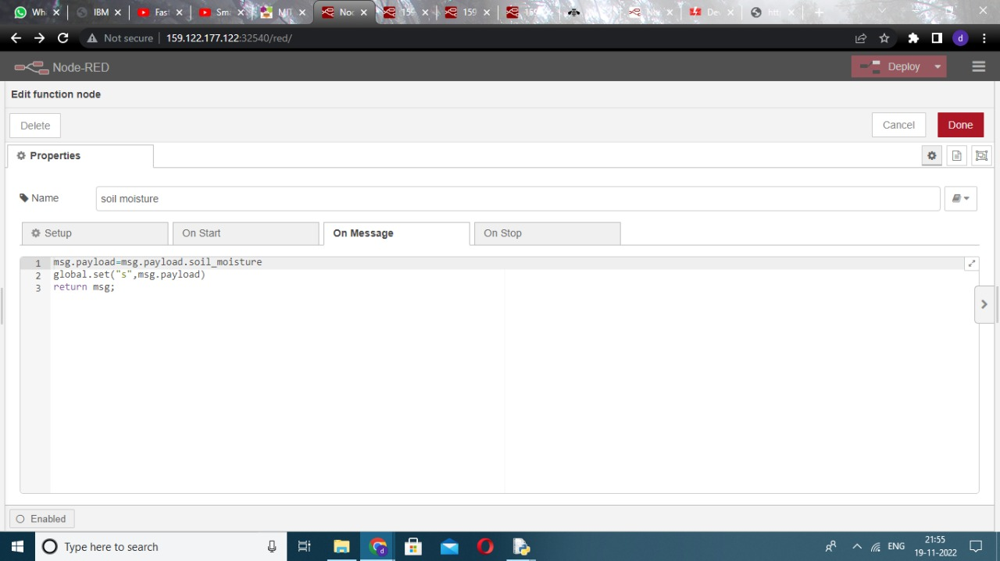 Wh IBM Fas Sm MIT Noc 159 159 159 Noc De htt
Not secure 159.122.177.122:32540/red/ d
Node-RED Deploy
Edit function node
Delete Cancel Done
Properties
Name soil moisture
Setup On Start On Message On Stop
1 msg.payload=msg.payload.soil_moisture
2 global.set("s",msg.payload)
3 return msg;
Enabled
Type here to search ENG 21:55
19-11-2022